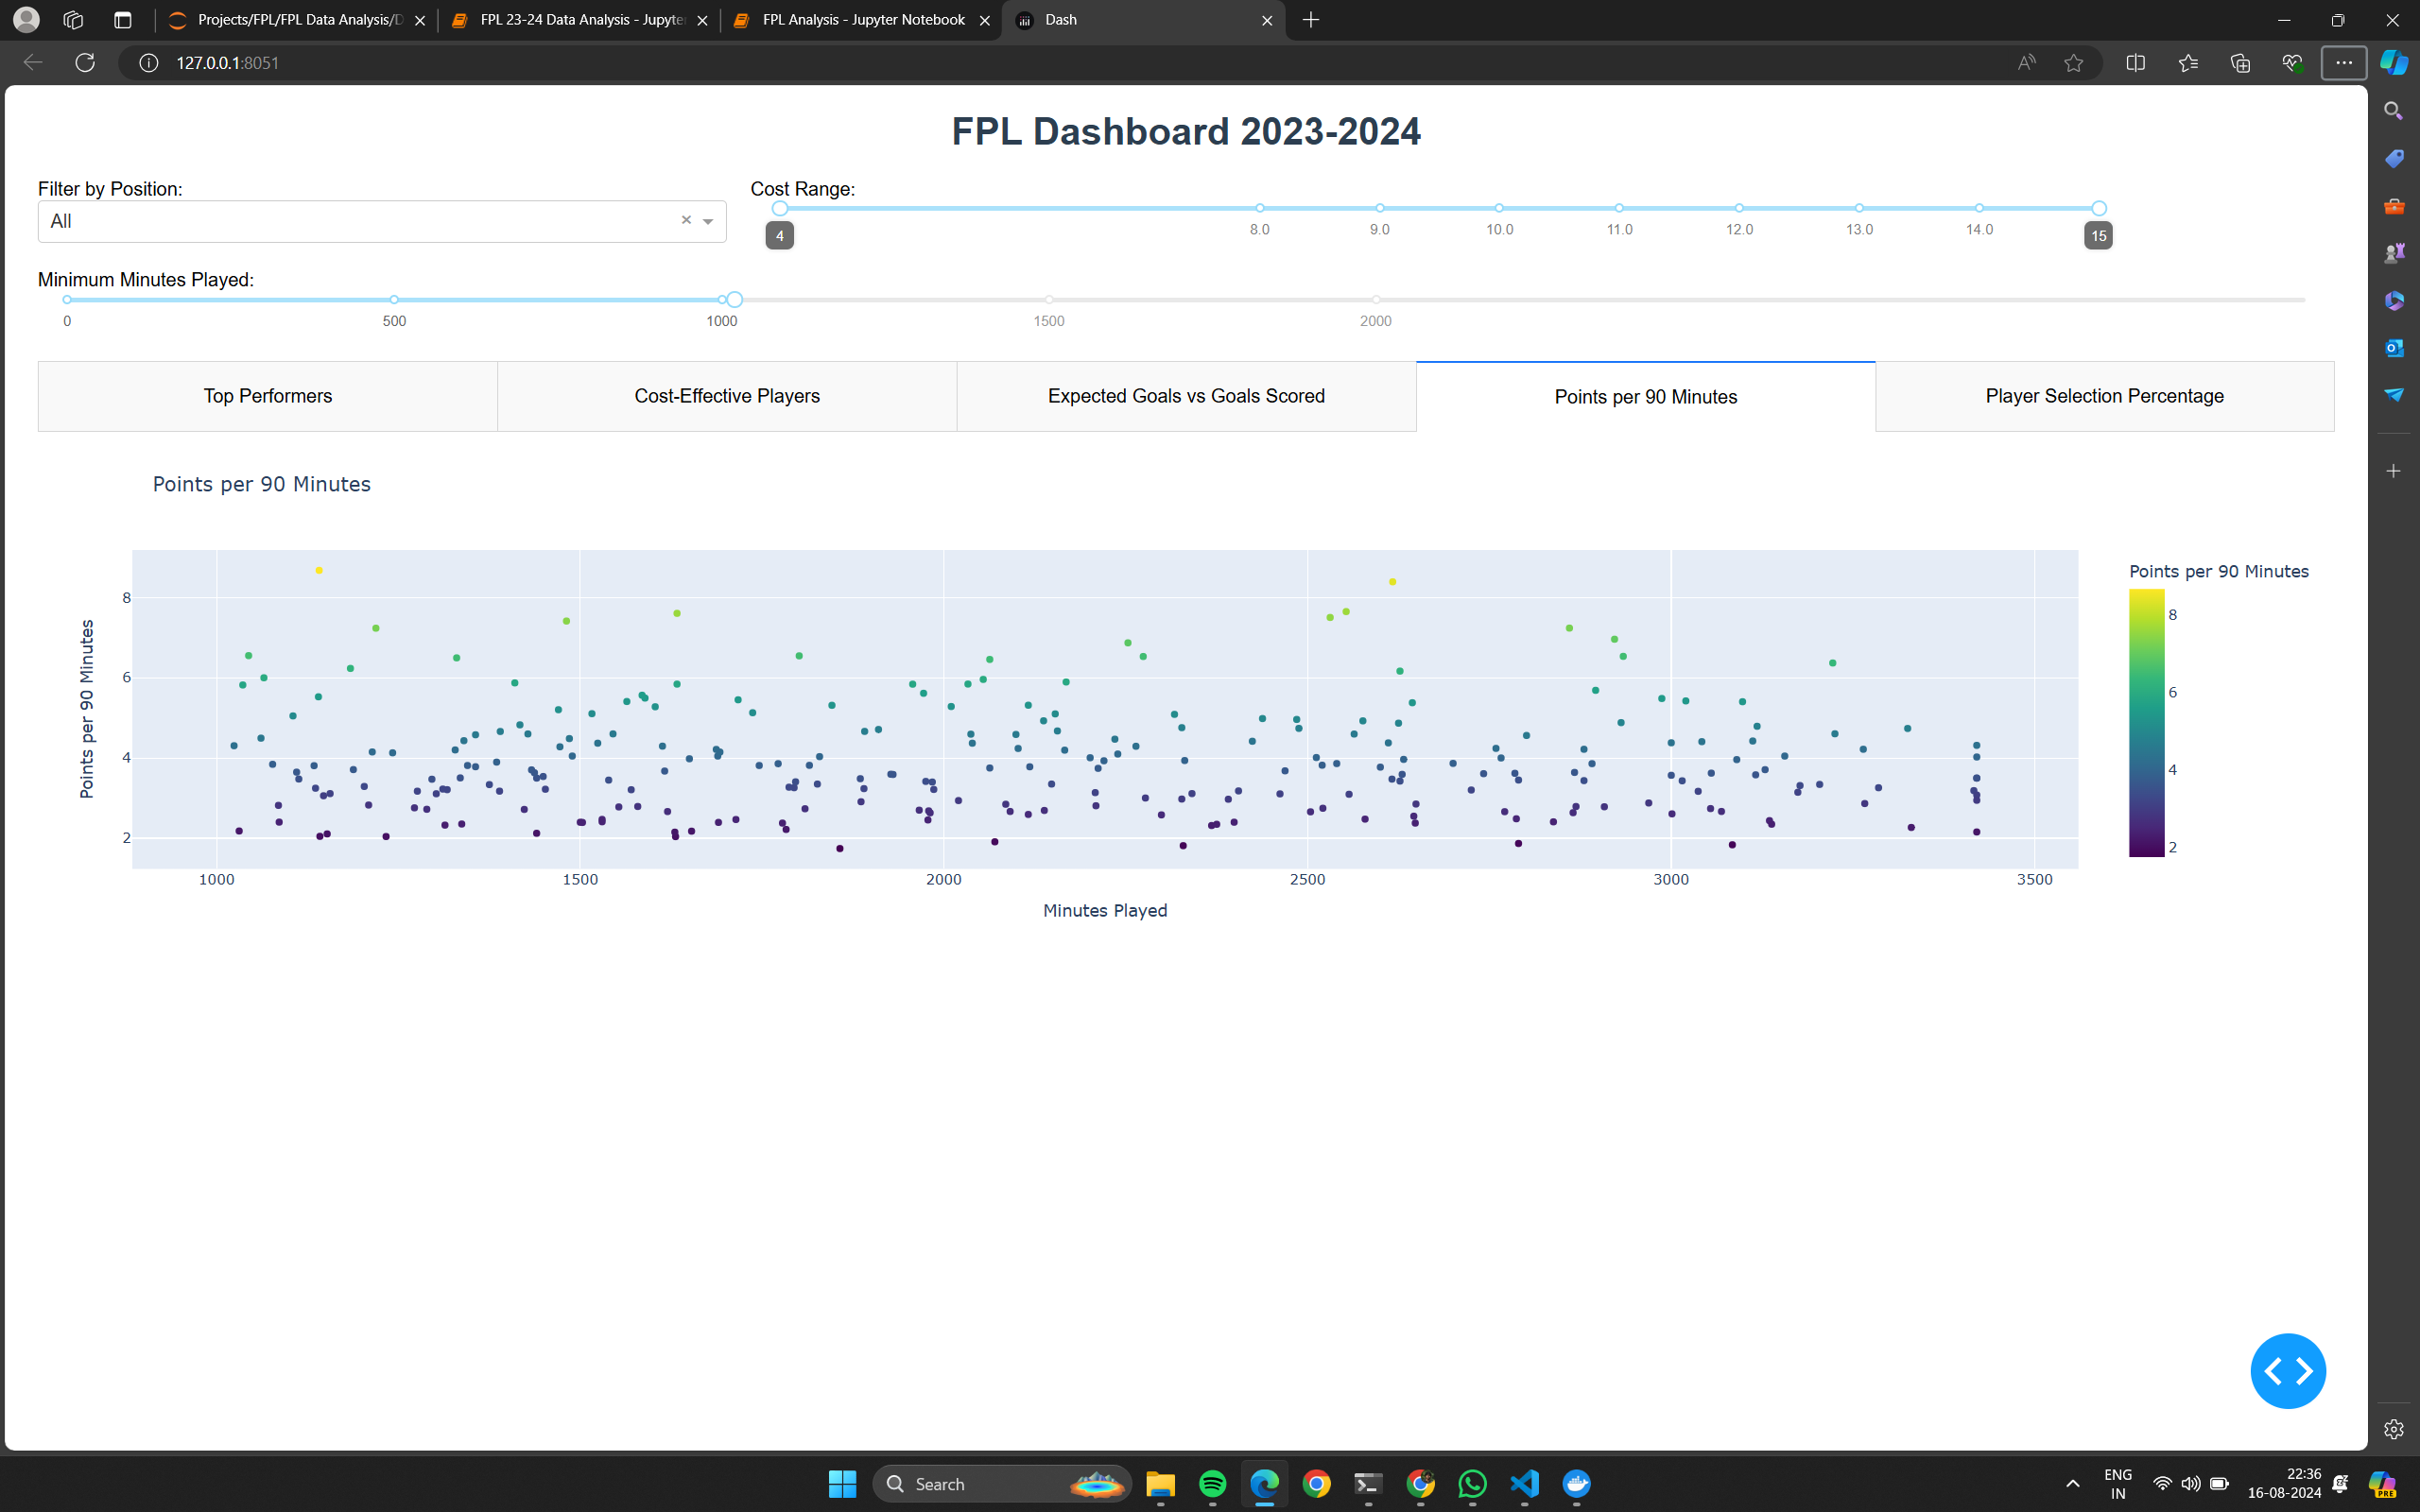 Projects/FPL/FPL Data Analysis/D
FPL 23-24 Data Analysis - Jupyte
FPL Analysis - Jupyter Notebook
Dash
127.0.0.1:8051
FPL Dashboard 2023-2024
Filter by Position:
Cost Range:
All
4
8.0
9.0
10.0
11.0
12.0
13.0
14.0
15
Minimum Minutes Played:
0
500
1000
1500
2000
Top Performers
Cost-Effective Players
Expected Goals vs Goals Scored
Points per 90 Minutes
Player Selection Percentage
Points per 90 Minutes
Points per 90 Minutes
8
6
4
2
1000
1500
2000
2500
3000
3500
Minutes Played
Points per 90 Minutes
8
6
4
2
Search
ENG
IN
22:36
16-08-2024
PRE